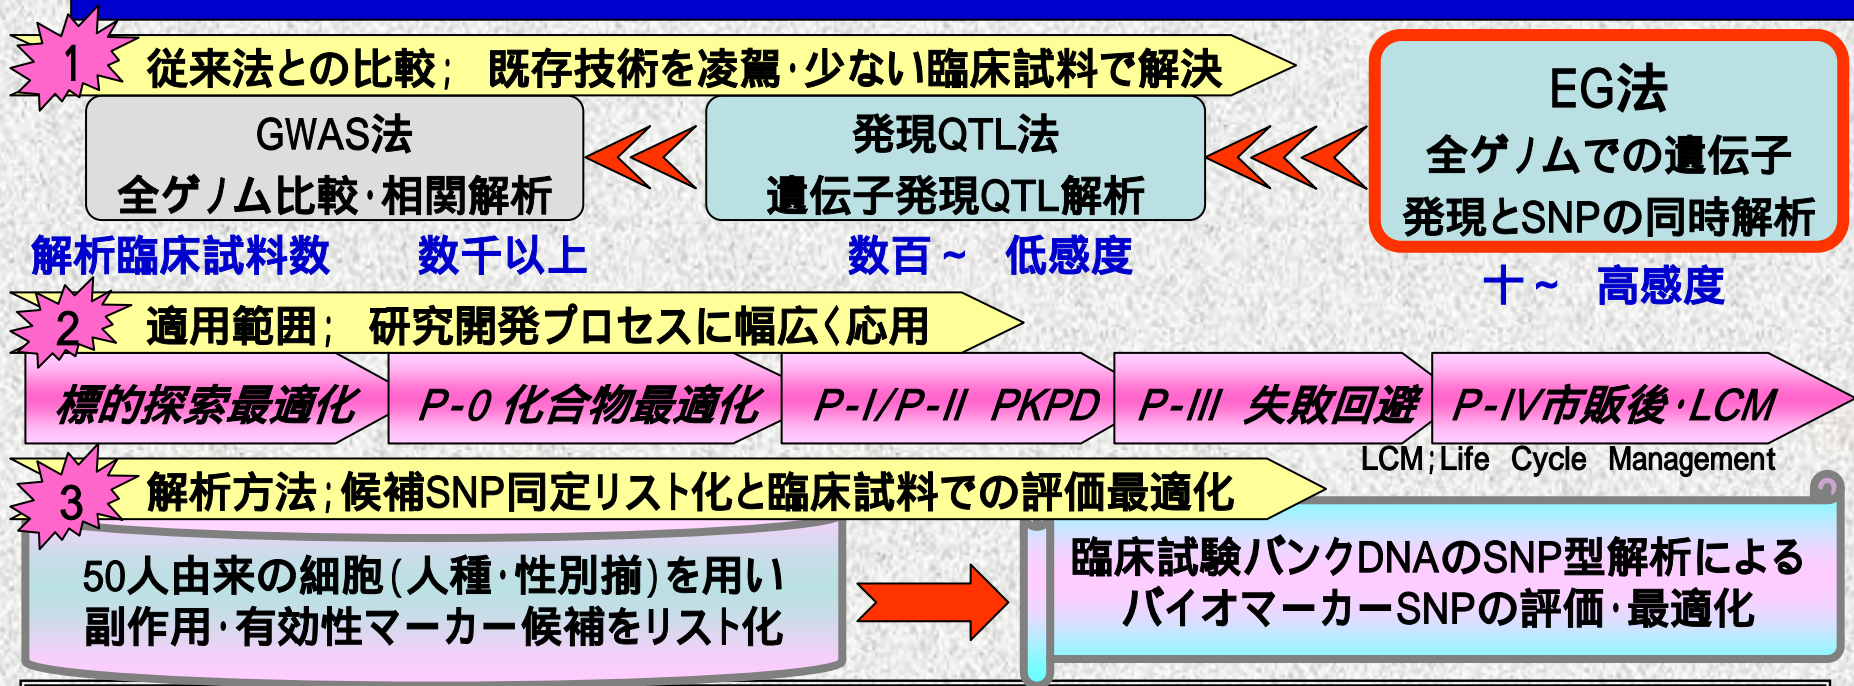 1
従来法との比較; 既存技術を凌駕・少ない臨床試料で解決
GWAS法
全ゲノム比較・相関解析
発現QTL法
遺伝子発現QTL解析
EG法
全ゲノムでの遺伝子
発現とSNPの同時解析
解析臨床試料数 数千以上
数百~ 低感度
十~ 高感度
2
適用範囲; 研究開発プロセスに幅広く応用
標的探索最適化
P-0 化合物最適化
P-I/P-II PKPD
P-III 失敗回避
P-IV市販後・LCM
LCM;Life Cycle Management
3
解析方法;候補SNP同定リスト化と臨床試料での評価最適化
50人由来の細胞(人種・性別揃)を用い
副作用・有効性マーカー候補をリスト化
臨床試験バンクDNAのSNP型解析による
バイオマーカーSNPの評価・最適化